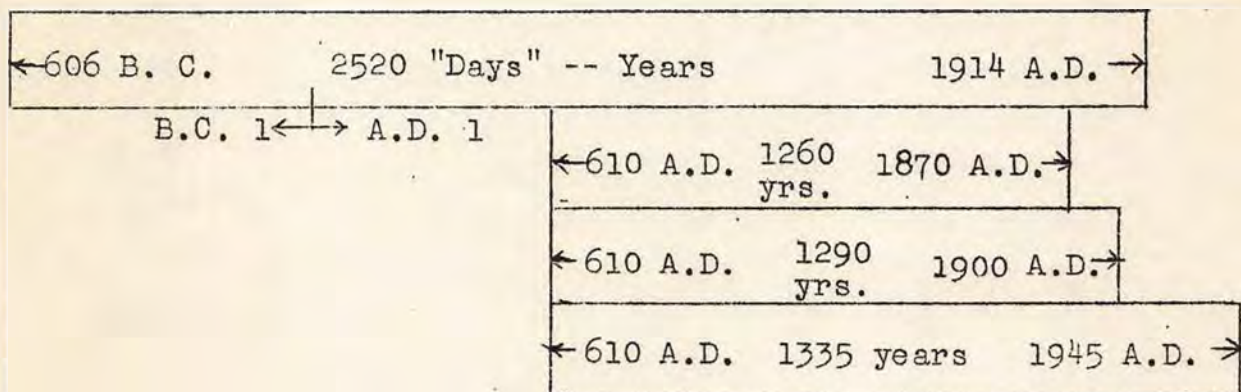 ←606 B. C. 2520 "Days" -- Years 1914 A.D.→
B.C. 1←→ A.D. 1
←610 A.D. 1260 yrs. 1870 A.D.→
←610 A.D. 1290 yrs. 1900 A.D.→
←610 A.D. 1335 years 1945 A.D.→